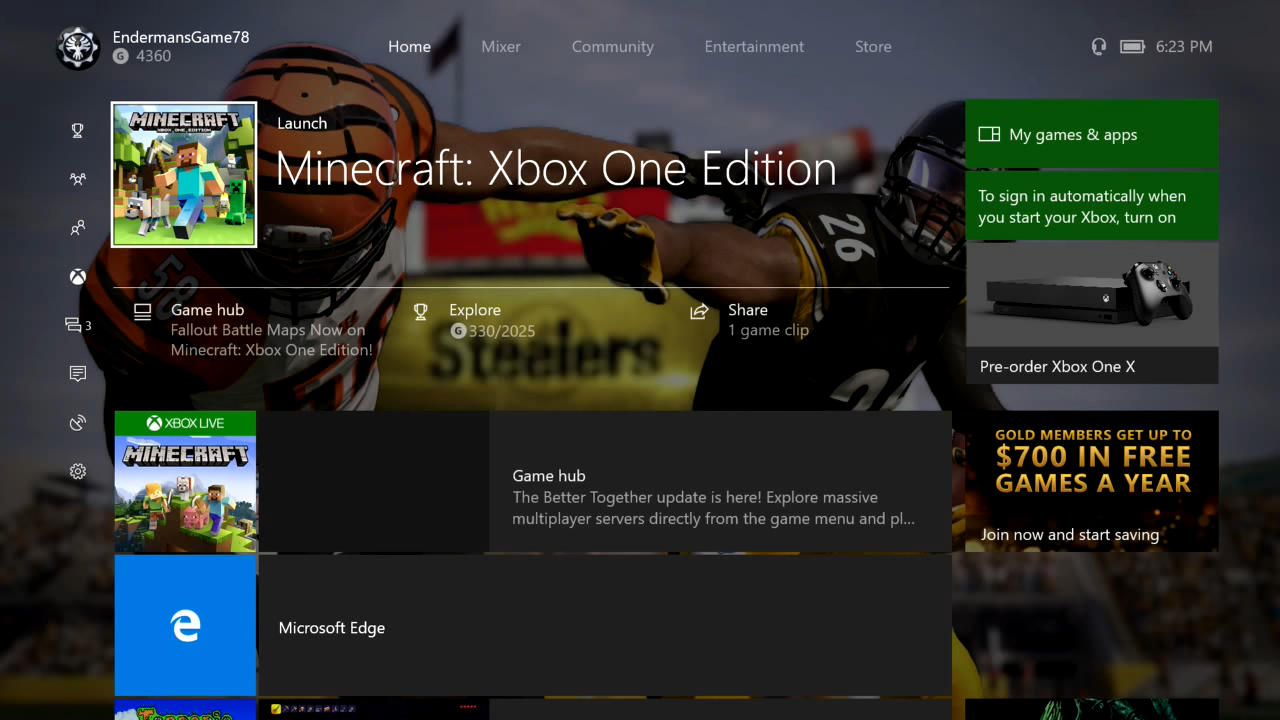 EndermansGame78
G 4360
Home
Mixer
Community
Entertainment
Store
6:23 PM
MINECRAFT
XBOX ONE EDITION
Launch
Minecraft: Xbox One Edition
My games & apps
To sign in automatically when
you start your Xbox, turn on
26
Game hub
Fallout Battle Maps Now on
Minecraft: Xbox One Edition!
Explore
G 330/2025
Share
1 game clip
3
Steelers
Pre-order Xbox One X
XBOX LIVE
MINECRAFT
Game hub
The Better Together update is here! Explore massive
multiplayer servers directly from the game menu and pl...
GOLD MEMBERS GET UP TO
$700 IN FREE
GAMES A YEAR
Join now and start saving
Microsoft Edge